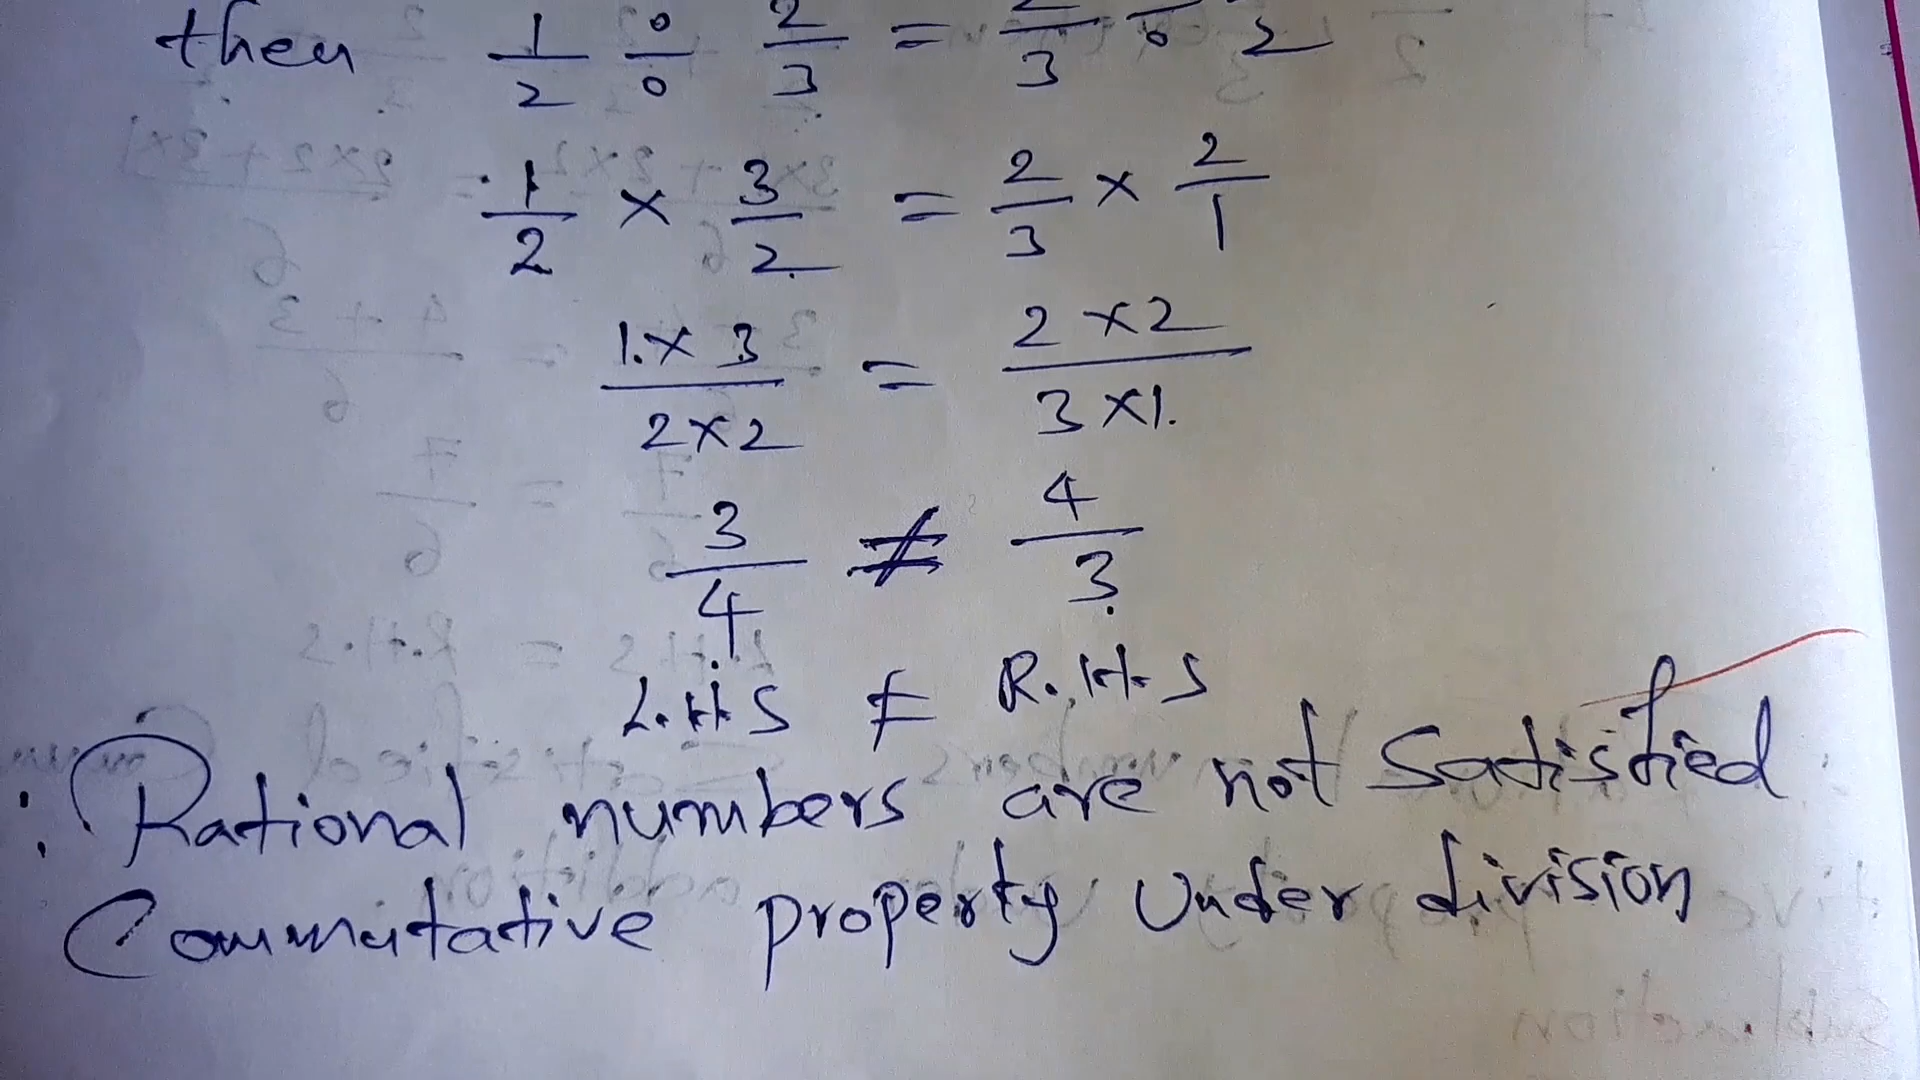 then 1/2 ÷ 2/3 = 2/3 ÷ 1/2
1/2 × 3/2 = 2/3 × 2/1
1×3/2×2 = 2×2/3×1
3/4 ≠ 4/3
L.H.S ≠ R.H.S
∴ Rational numbers are not Satisfied
Commutative property Under division